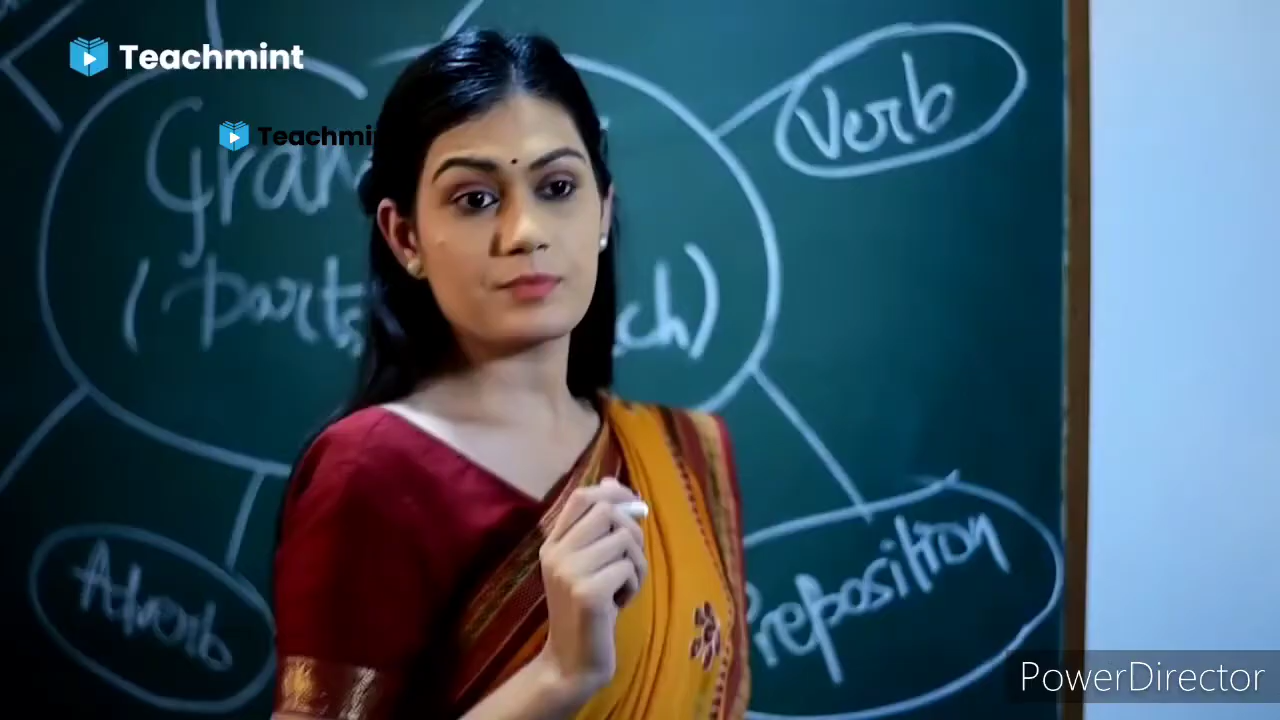 Teachmint
Teachmi
Verb
Gram
(parts
ch)
Adverb
Preposition
PowerDirector